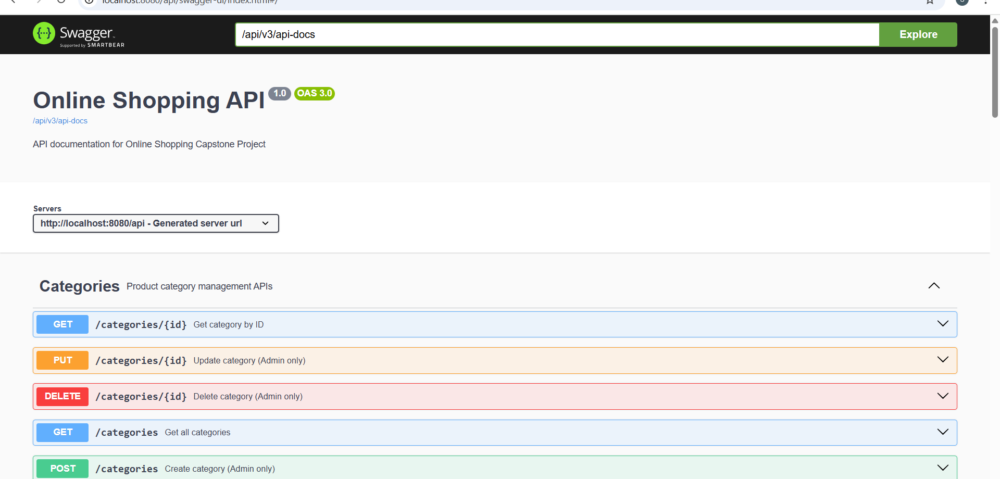 localhost:8080/api/swagger-ui/index.html#/
Swagger
Supported by SMARTBEAR
/api/v3/api-docs
Explore
Online Shopping API 1.0 OAS 3.0
/api/v3/api-docs
API documentation for Online Shopping Capstone Project
Servers
http://localhost:8080/api - Generated server url
Categories Product category management APIs
GET /categories/{id} Get category by ID
PUT /categories/{id} Update category (Admin only)
DELETE /categories/{id} Delete category (Admin only)
GET /categories Get all categories
POST /categories Create category (Admin only)